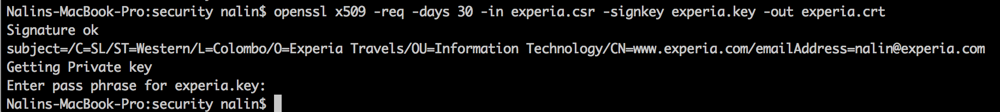 Nalins-MacBook-Pro:security nalin$ openssl x509 -req -days 30 -in experia.csr -signkey experia.key -out experia.crt
Signature ok
subject=/C=SL/ST=Western/L=Colombo/O=Experia Travels/OU=Information Technology/CN=www.experia.com/emailAddress=nalin@experia.com
Getting Private key
Enter pass phrase for experia.key:
Nalins-MacBook-Pro:security nalin$